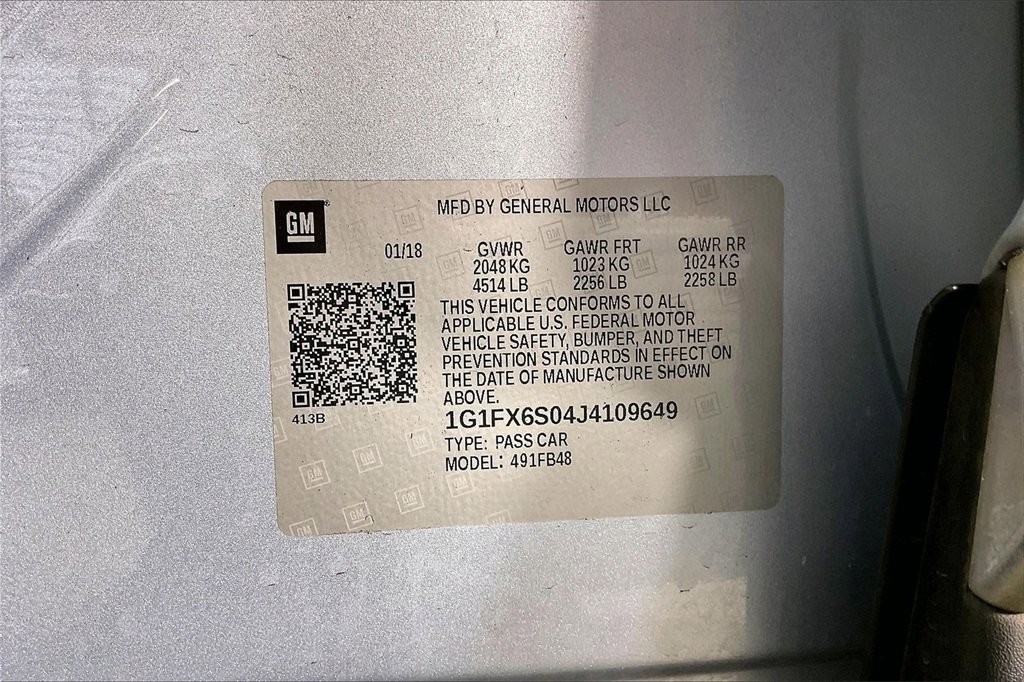 GM
MFD BY GENERAL MOTORS LLC
01/18 GVWR GAWR FRT GAWR RR
2048 KG 1023 KG 1024 KG
4514 LB 2256 LB 2258 LB
THIS VEHICLE CONFORMS TO ALL
APPLICABLE U.S. FEDERAL MOTOR
VEHICLE SAFETY, BUMPER, AND THEFT
PREVENTION STANDARDS IN EFFECT ON
THE DATE OF MANUFACTURE SHOWN
ABOVE.
413B
1G1FX6S04J4109649
TYPE: PASS CAR
MODEL: 491FB48